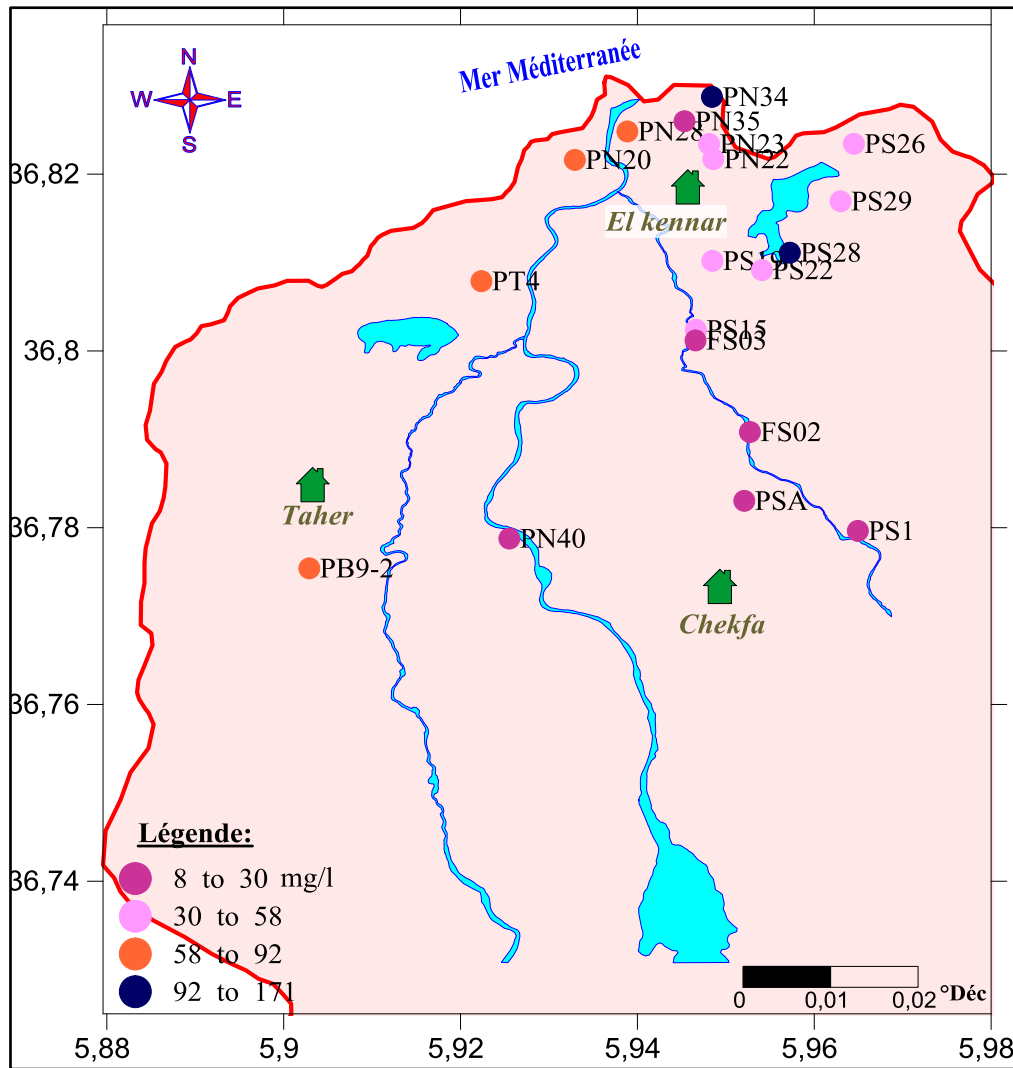 Mer Méditerranée
N
W E
S
PN34
PN35
PN28
PN23
PN22
PN20
PS26
36,82
PS29
El kennar
PS28
PS19
PS22
PT4
PS15
FS03
36,8
FS02
Taher
PSA
36,78
PS1
PN40
PB9-2
Chekfa
36,76
Légende:
8 to 30 mg/l
30 to 58
58 to 92
92 to 171
36,74
0 0,01 0,02 °Déc
5,88 5,9 5,92 5,94 5,96 5,98